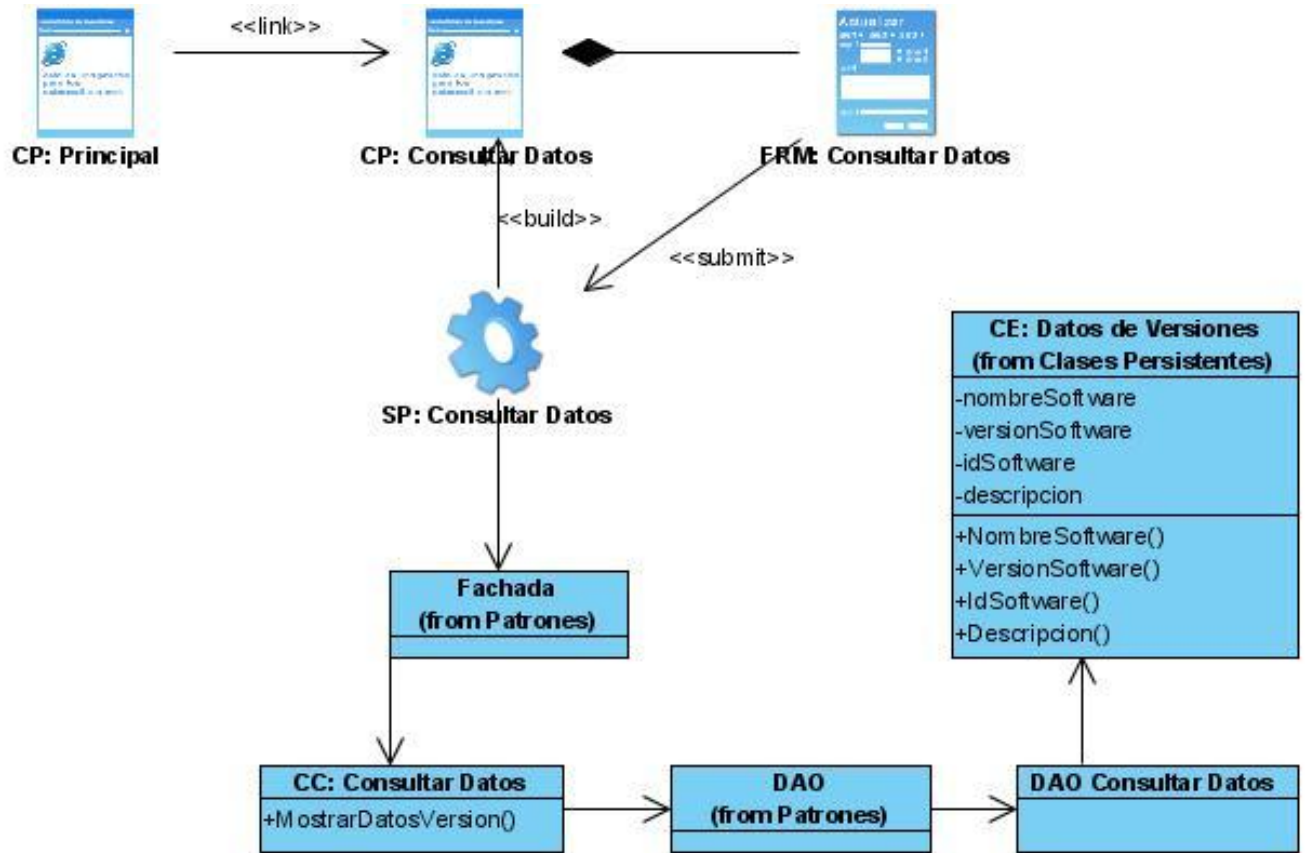 <<link>>
CP: Principal
CP: Consultar Datos
Actualizar
FRM: Consultar Datos
<<build>>
<<submit>>
SP: Consultar Datos
CE: Datos de Versiones
(from Clases Persistentes)
-nombreSoftware
-versionSoftware
-idSoftware
-descripcion
+NombreSoftware()
+VersionSoftware()
+IdSoftware()
+Descripcion()
Fachada
(from Patrones)
CC: Consultar Datos
+MostrarDatosVersion()
DAO
(from Patrones)
DAO Consultar Datos